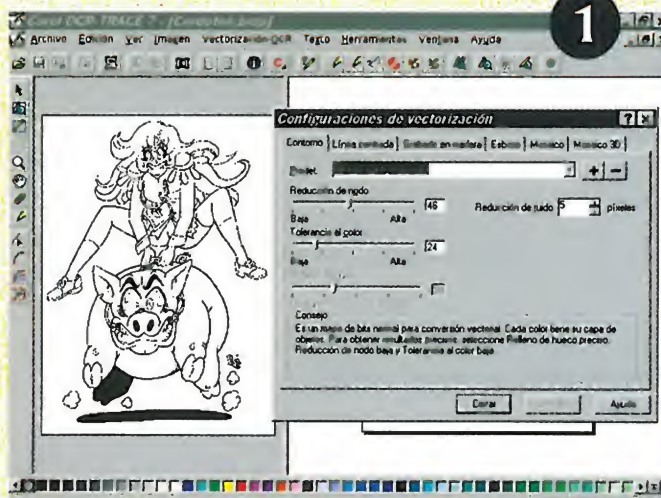 Corel OCR-TRACE 7 - [Cerdofon.bmp]
1
Archivo Edición Ver Imagen Vectorización-OCR Texto Herramientas Ventana Ayuda
Configuraciones de vectorización
Contorno Línea centrada Grabado en madera Esbozo Mosaico Mosaico 3D
Predet.
+ -
Reducción de nodo
46
Reducción de ruido 5 píxeles
Baja Alta
Tolerancia al color
24
Baja Alta
Consejo
Es un mapa de bits normal para conversión vectorial. Cada color tiene su capa de
objetos. Para obtener resultados precisos, seleccione Relleno de hueco preciso,
Reducción de nodo baja y Tolerancia al color baja.
Cerrar Ayuda